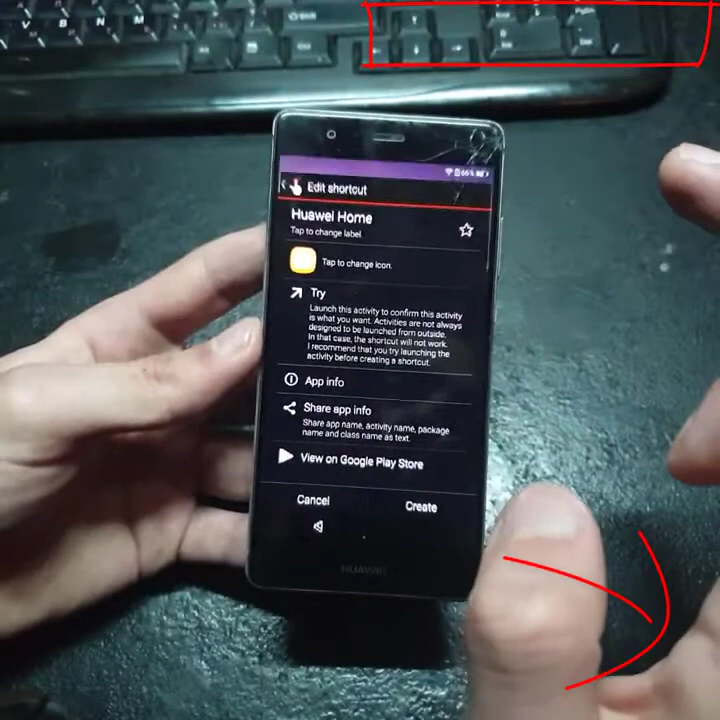 V B N M
66%
Edit shortcut
Huawei Home
Tap to change label.
Tap to change icon.
Try
Launch this activity to confirm this activity
is what you want. Activities are not always
designed to be launched from outside.
In that case, the shortcut will not work.
I recommend that you try launching the
activity before creating a shortcut.
App info
Share app info
Share app name, activity name, package
name and class name as text.
View on Google Play Store
Cancel Create
HUAWEI